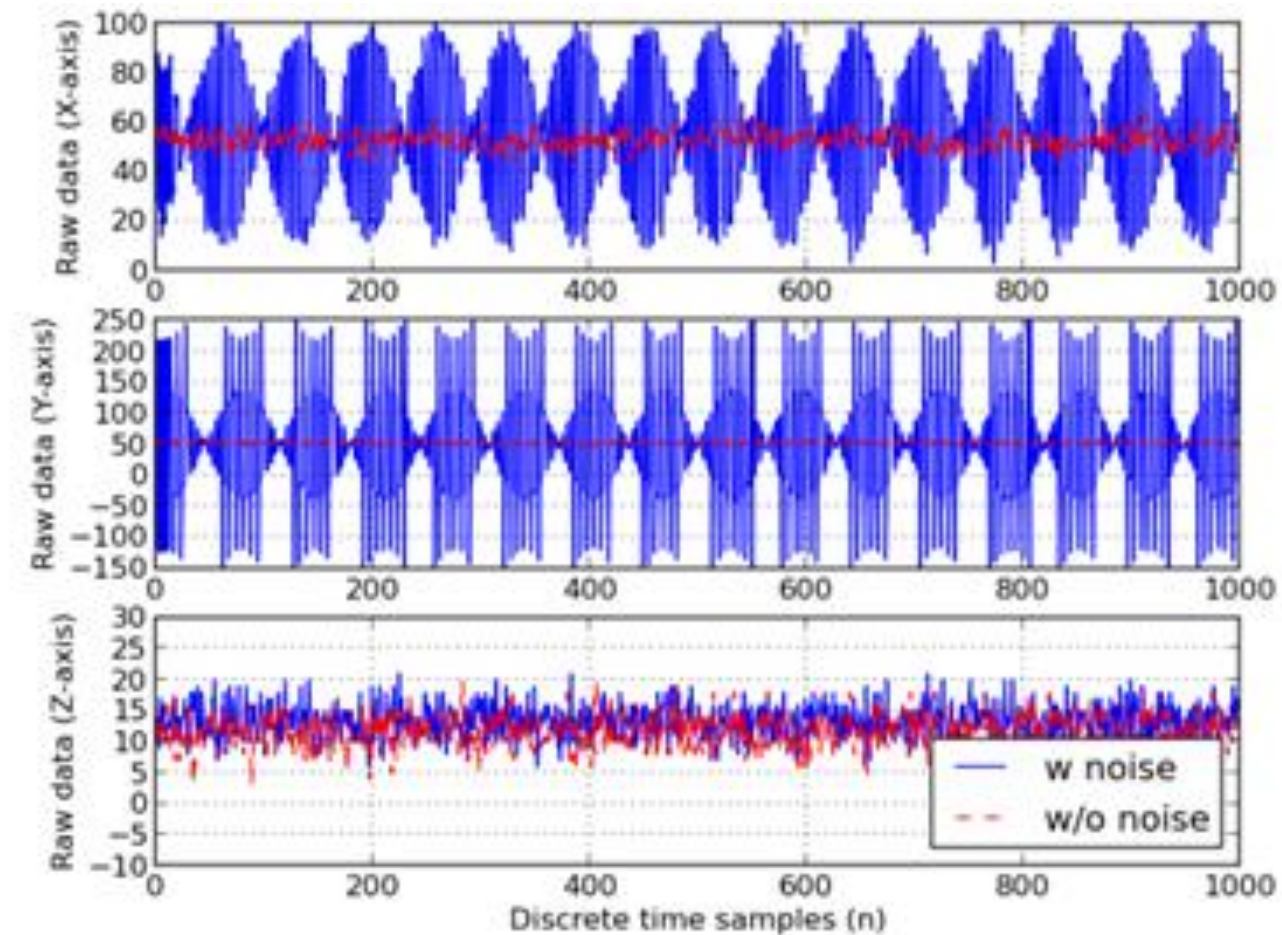 Raw data (X-axis)
100
80
60
40
20
0
0 200 400 600 800 1000
Raw data (Y-axis)
250
200
150
100
50
0
−50
−100
−150
0 200 400 600 800 1000
Raw data (Z-axis)
30
25
20
15
10
5
0
−5
−10
w noise
w/o noise
0 200 400 600 800 1000
Discrete time samples (n)